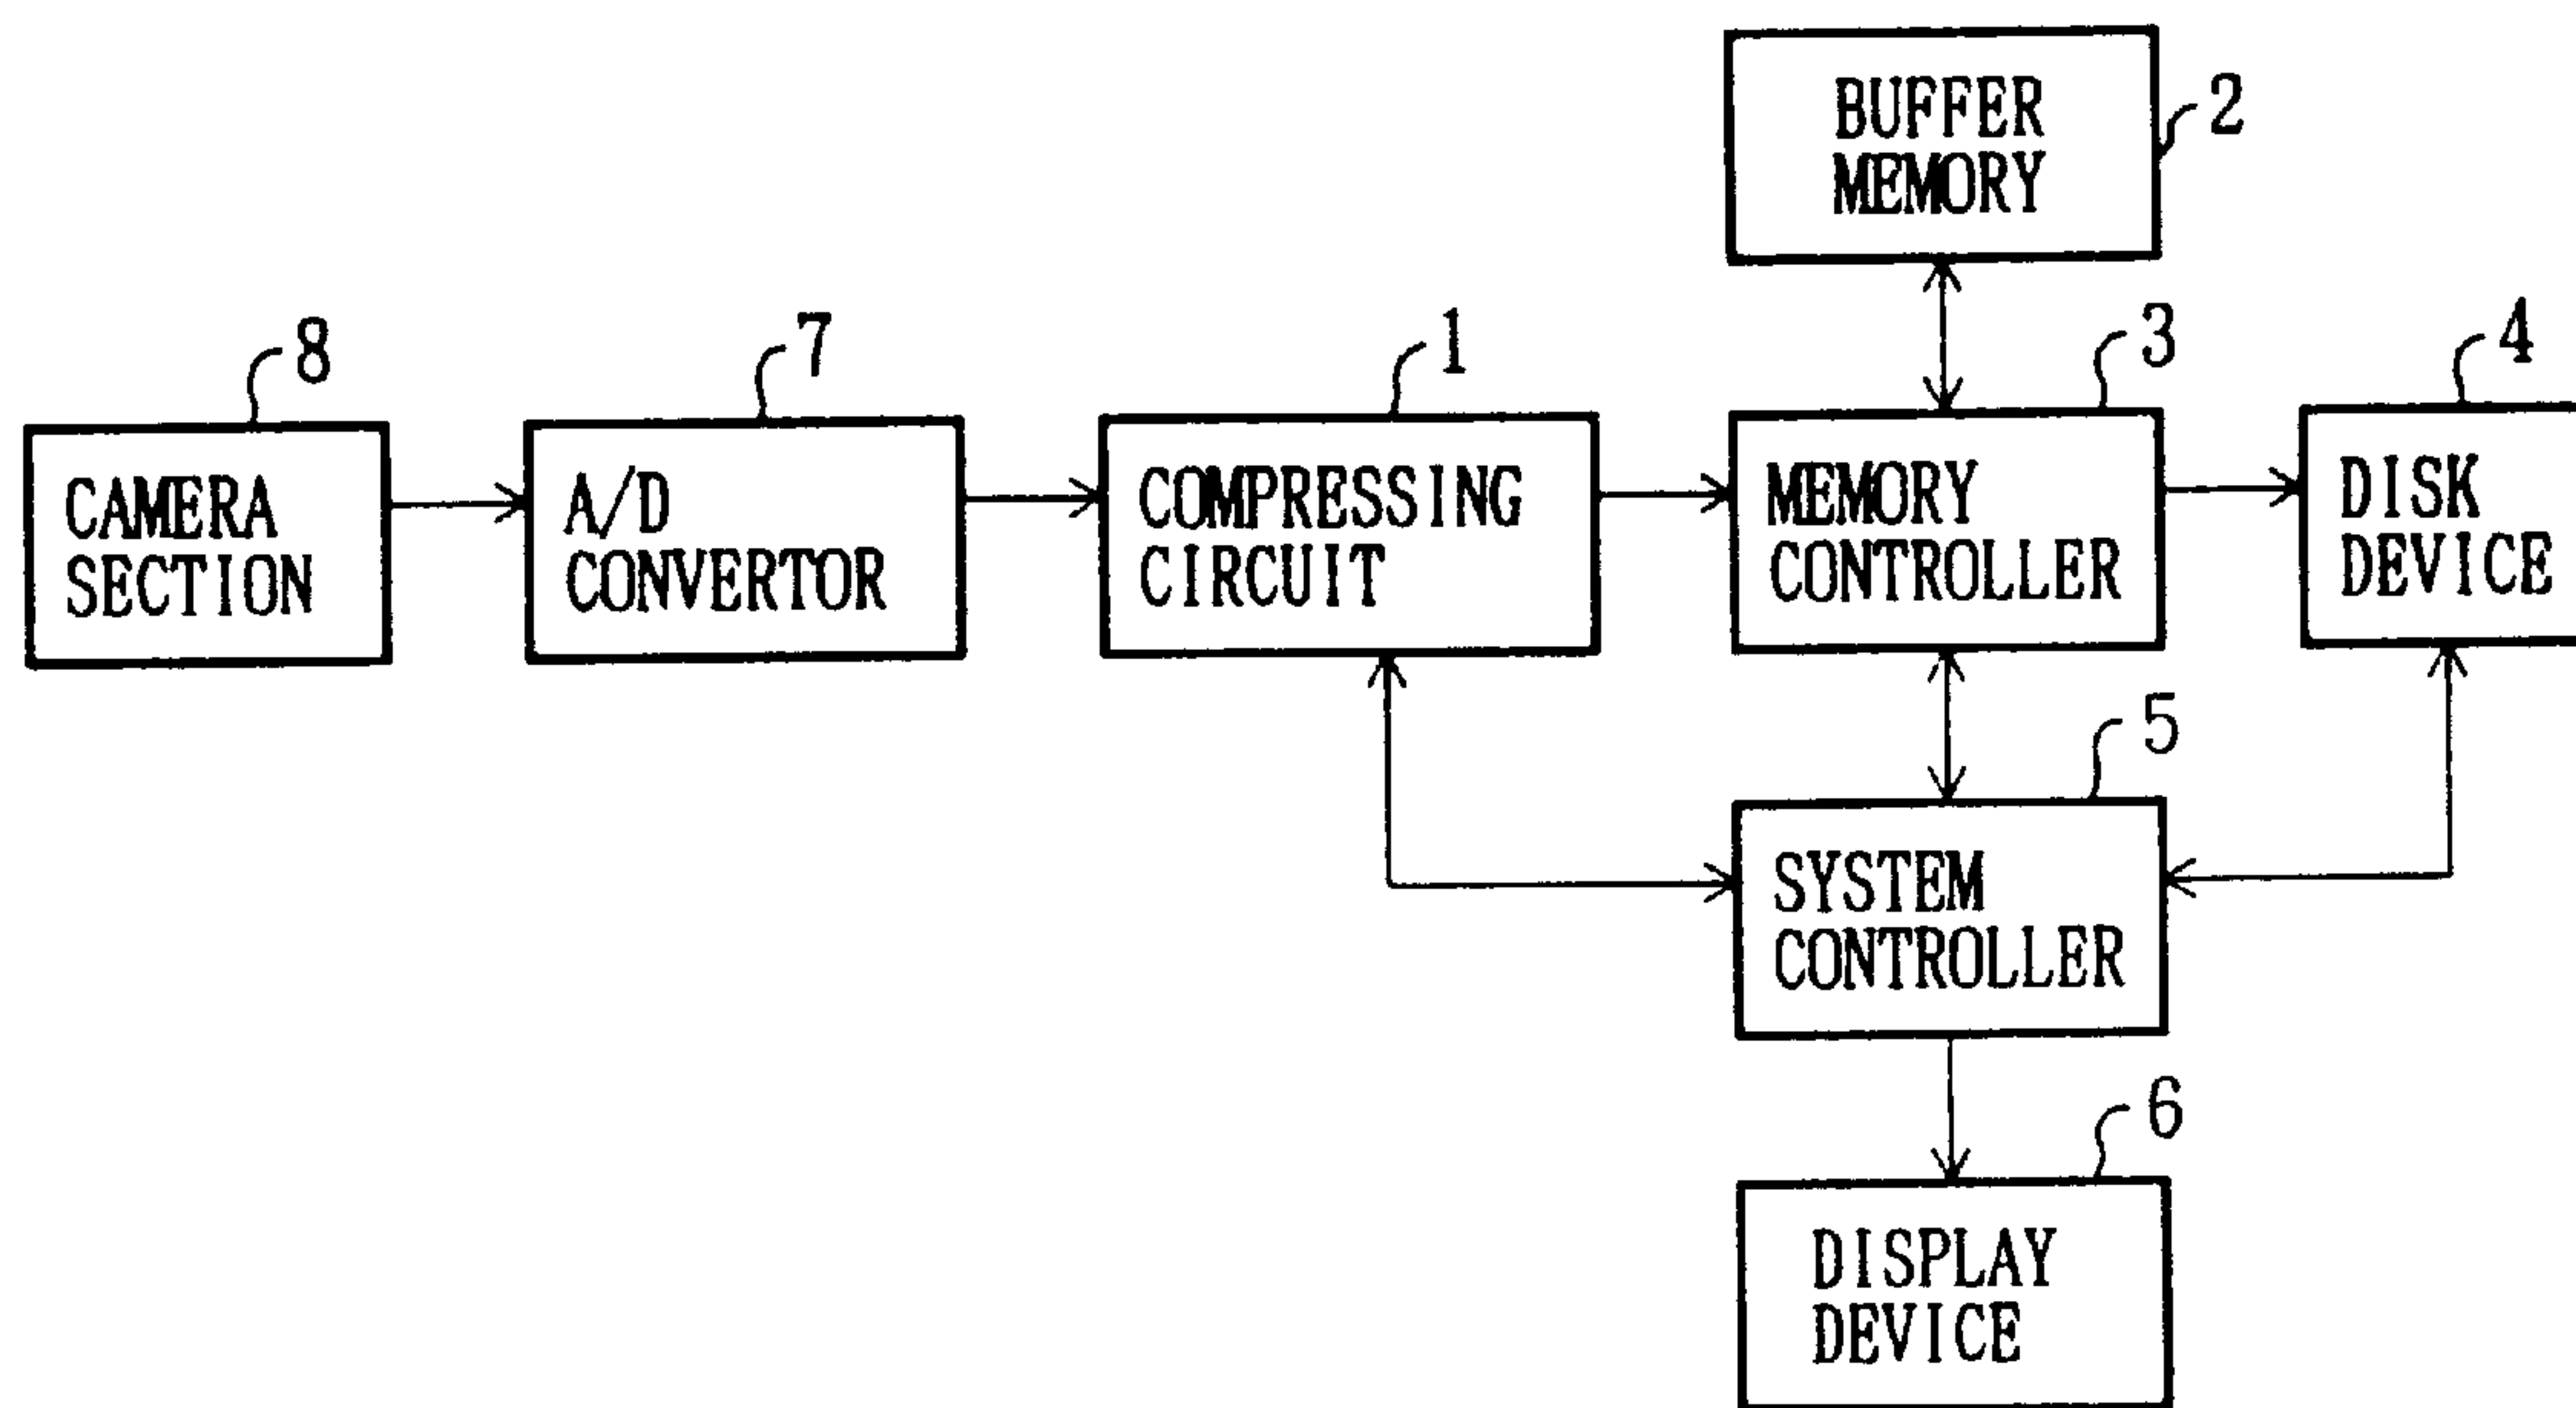 BUFFER
MEMORY
2
8
CAMERA
SECTION
7
A/D
CONVERTOR
1
COMPRESSING
CIRCUIT
3
MEMORY
CONTROLLER
4
DISK
DEVICE
5
SYSTEM
CONTROLLER
6
DISPLAY
DEVICE